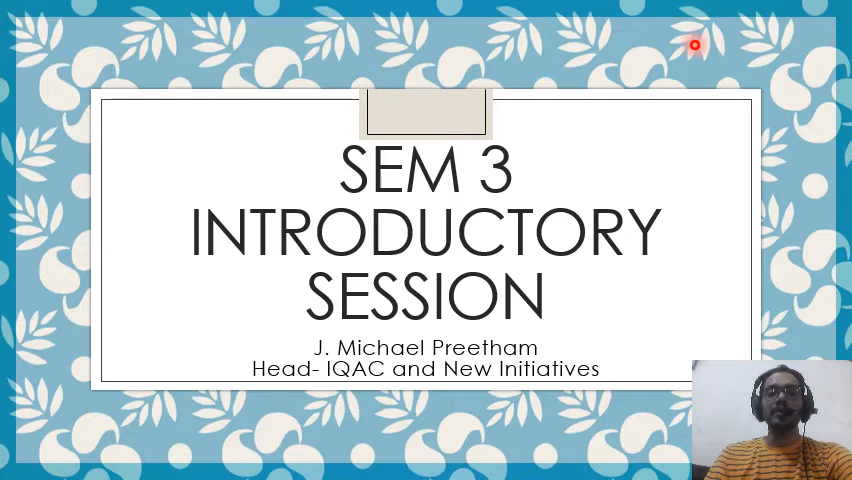 SEM 3
INTRODUCTORY
SESSION
J. Michael Preetham
Head- IQAC and New Initiatives